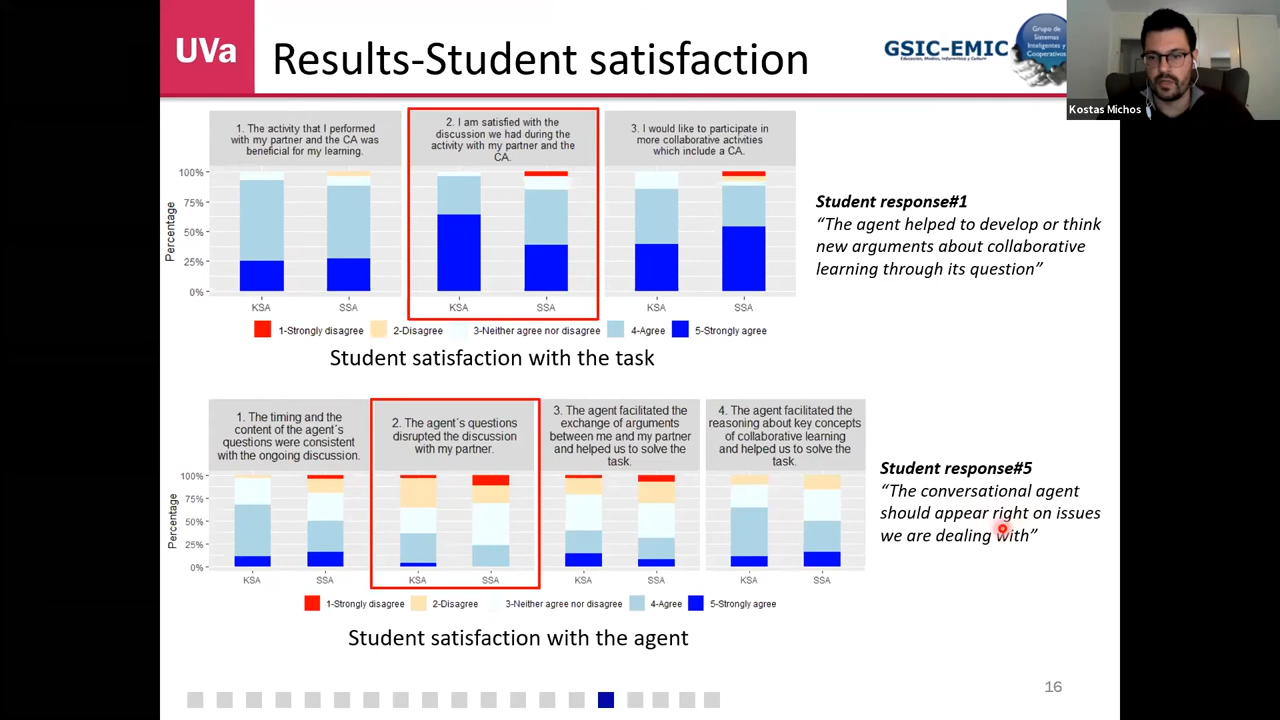 UVa
Results-Student satisfaction
GSIC-EMIC
Educación, Medios, Informática y Cultura
Grupo de
Sistemas
Inteligentes y
Cooperativos
Kostas Michos
1. The activity that I performed
with my partner and the CA was
beneficial for my learning.
2. I am satisfied with the
discussion we had during the
activity with my partner and the
CA.
3. I would like to participate in
more collaborative activities
which include a CA.
Percentage
100%
75%
50%
25%
0%
KSA
SSA
KSA
SSA
KSA
SSA
1-Strongly disagree
2-Disagree
3-Neither agree nor disagree
4-Agree
5-Strongly agree
Student satisfaction with the task
Student response#1
“The agent helped to develop or think
new arguments about collaborative
learning through its question”
1. The timing and the
content of the agent´s
questions were consistent
with the ongoing discussion.
2. The agent´s questions
disrupted the discussion
with my partner.
3. The agent facilitated the
exchange of arguments
between me and my partner
and helped us to solve the
task.
4. The agent facilitated the
reasoning about key concepts
of collaborative learning
and helped us to solve the
task.
Percentage
100%
75%
50%
25%
0%
KSA
SSA
KSA
SSA
KSA
SSA
KSA
SSA
1-Strongly disagree
2-Disagree
3-Neither agree nor disagree
4-Agree
5-Strongly agree
Student satisfaction with the agent
Student response#5
“The conversational agent
should appear right on issues
we are dealing with”
16